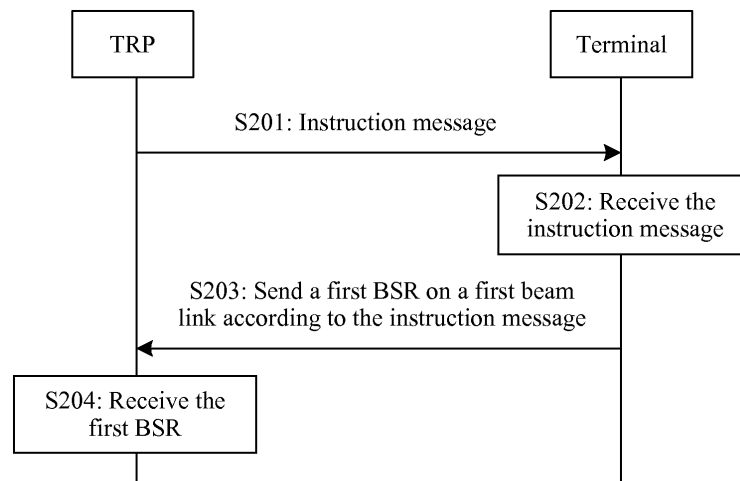 TRP
Terminal
S201: Instruction message
S202: Receive the
instruction message
S203: Send a first BSR on a first beam
link according to the instruction message
S204: Receive the
first BSR